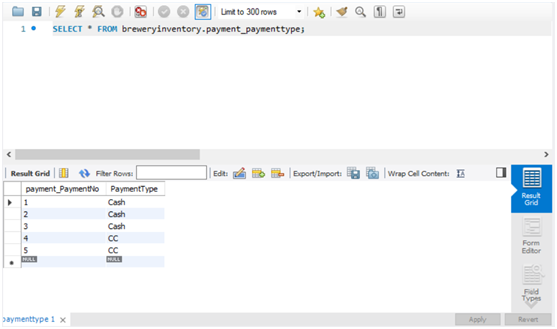 Limit to 300 rows
1 SELECT * FROM breweryinventory.payment_paymenttype;
Result Grid Filter Rows: Edit: Export/Import: Wrap Cell Content:
payment_PaymentNo PaymentType
1 Cash
2 Cash
3 Cash
4 CC
5 CC
NULL NULL
Result
Grid
Form
Editor
Field
Types
paymenttype 1
Apply Revert